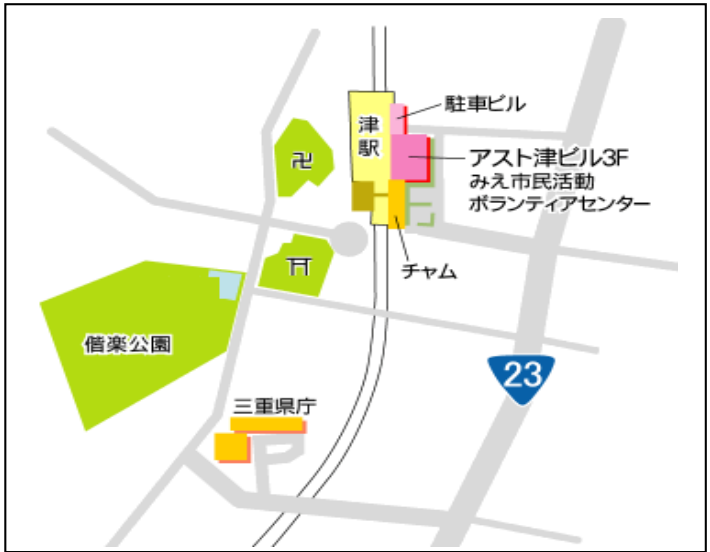 駐車ビル
津
駅
卍
アスト津ビル3F
みえ市民活動
ボランティアセンター
チャム
偕楽公園
23
三重県庁